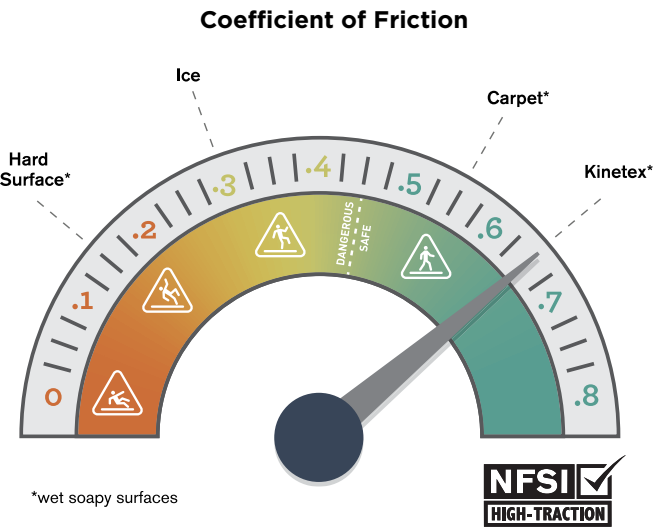 Coefficient of Friction
Ice
Carpet*
Hard
Surface*
Kinetex*
0
.1
.2
.3
.4
.5
.6
.7
.8
DANGEROUS
SAFE
*wet soapy surfaces
NFSI
HIGH-TRACTION